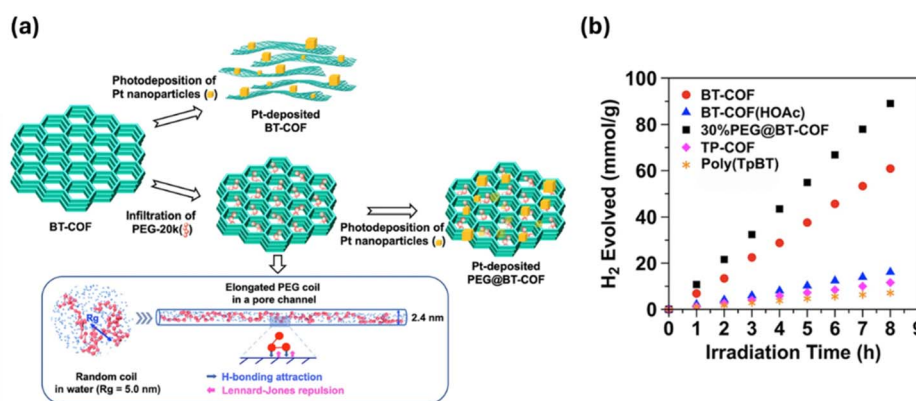 (a)
Photodeposition of
Pt nanoparticles ( )
Pt-deposited
BT-COF
BT-COF
Infiltration of
PEG-20k( )
Photodeposition of
Pt nanoparticles ( )
Pt-deposited
PEG@BT-COF
Elongated PEG coil
in a pore channel
Rg
2.4 nm
Random coil
in water (Rg = 5.0 nm)
H-bonding attraction
Lennard-Jones repulsion
(b)
H2 Evolved (mmol/g)
100
80
60
40
20
0
BT-COF
BT-COF(HOAc)
30%PEG@BT-COF
TP-COF
Poly(TpBT)
0 1 2 3 4 5 6 7 8 9
Irradiation Time (h)